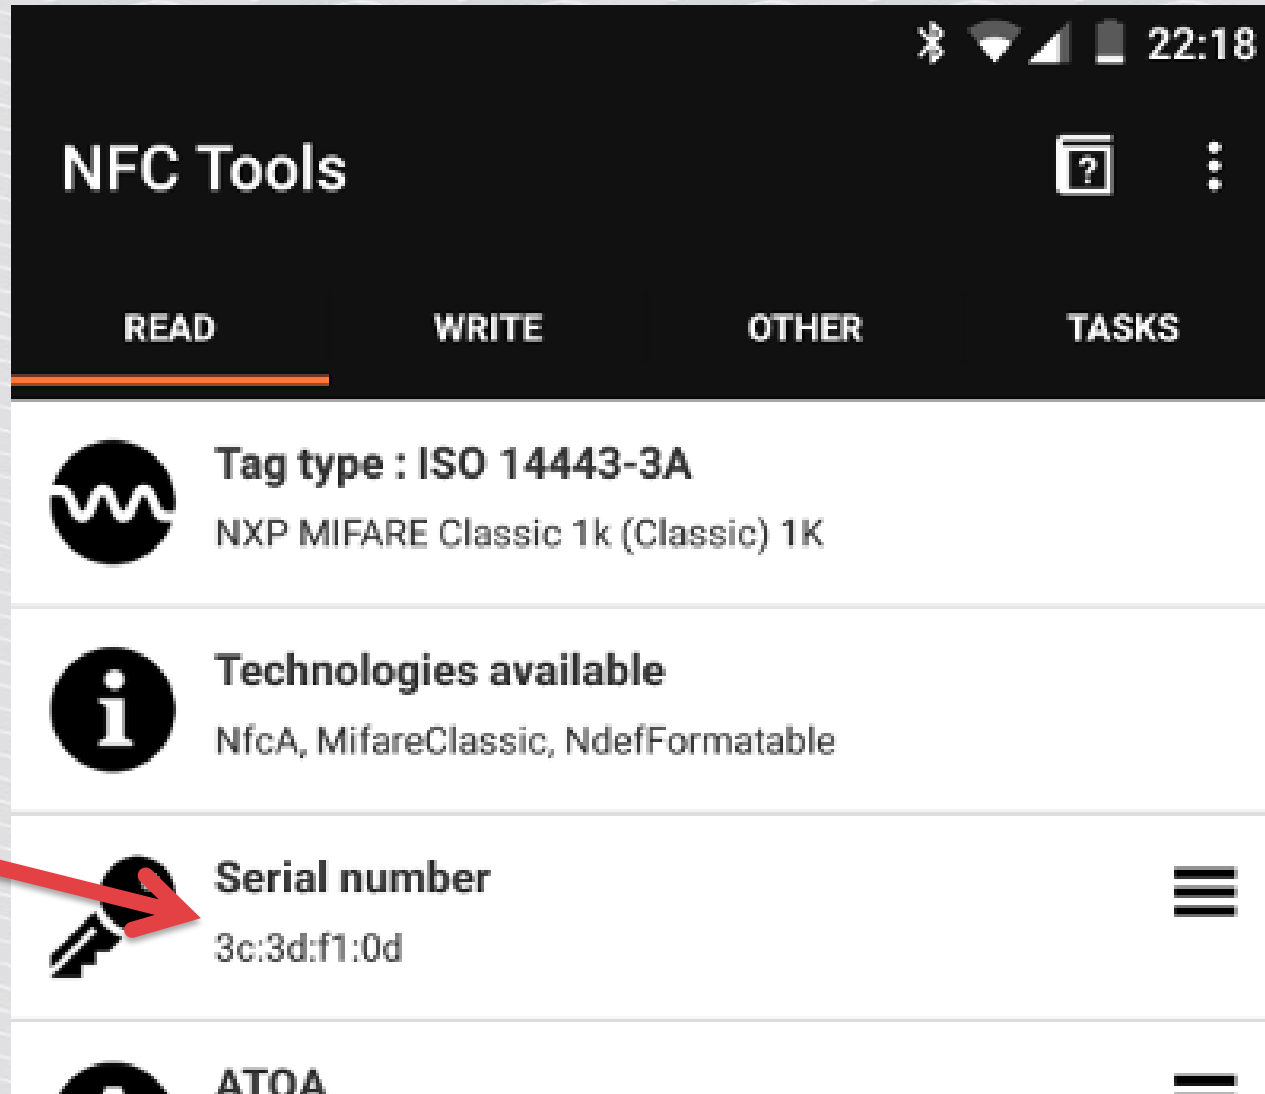 22:18
NFC Tools
READ WRITE OTHER TASKS
Tag type : ISO 14443-3A
NXP MIFARE Classic 1k (Classic) 1K
Technologies available
NfcA, MifareClassic, NdefFormatable
Serial number
3c:3d:f1:0d
ATQA